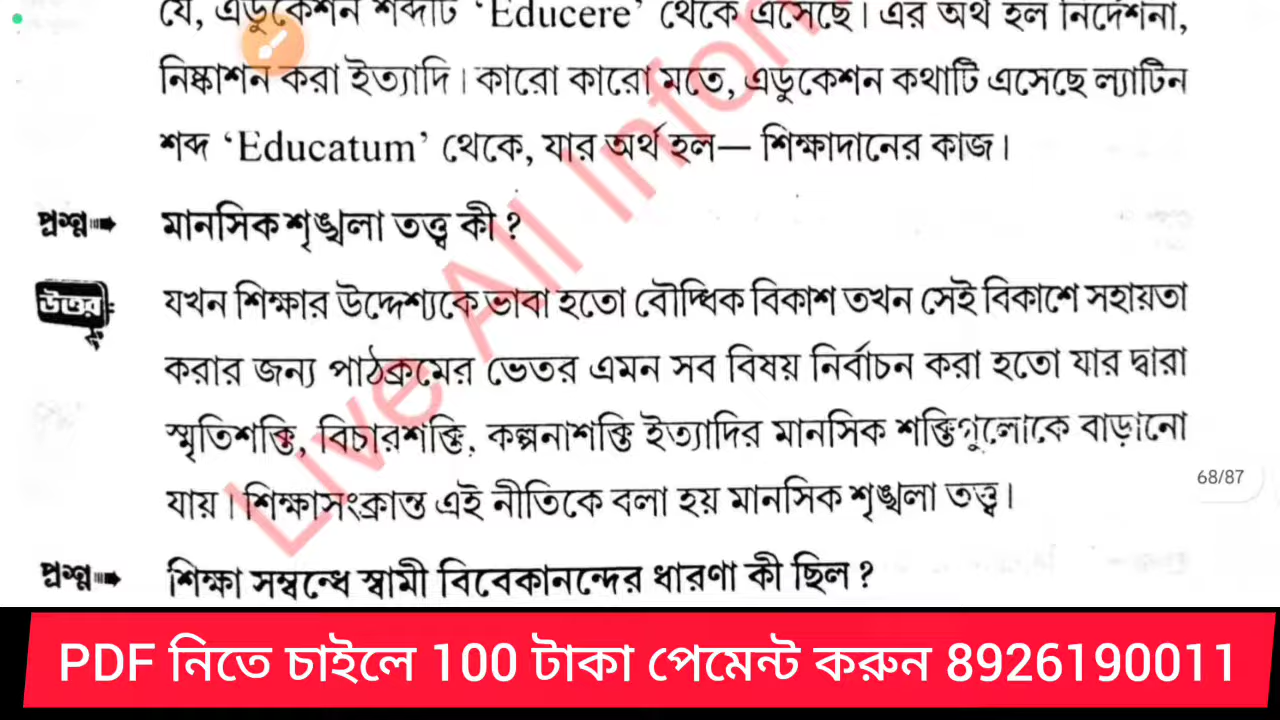 যে, এডুকেশন শব্দটি ‘Educere’ থেকে এসেছে। এর অর্থ হল নির্দেশনা,
নিষ্কাশন করা ইত্যাদি। কারো কারো মতে, এডুকেশন কথাটি এসেছে ল্যাটিন
শব্দ ‘Educatum’ থেকে, যার অর্থ হল— শিক্ষাদানের কাজ।
প্রশ্ন মানসিক শৃঙ্খলা তত্ত্ব কী ?
উত্তর যখন শিক্ষার উদ্দেশ্যকে ভাবা হতো বৌদ্ধিক বিকাশ তখন সেই বিকাশে সহায়তা
করার জন্য পাঠক্রমের ভেতর এমন সব বিষয় নির্বাচন করা হতো যার দ্বারা
স্মৃতিশক্তি, বিচারশক্তি, কল্পনাশক্তি ইত্যাদির মানসিক শক্তিগুলোকে বাড়ানো
যায়। শিক্ষাসংক্রান্ত এই নীতিকে বলা হয় মানসিক শৃঙ্খলা তত্ত্ব।
প্রশ্ন শিক্ষা সম্বন্ধে স্বামী বিবেকানন্দের ধারণা কী ছিল ?
Live All Infor
68/87
PDF নিতে চাইলে 100 টাকা পেমেন্ট করুন 8926190011